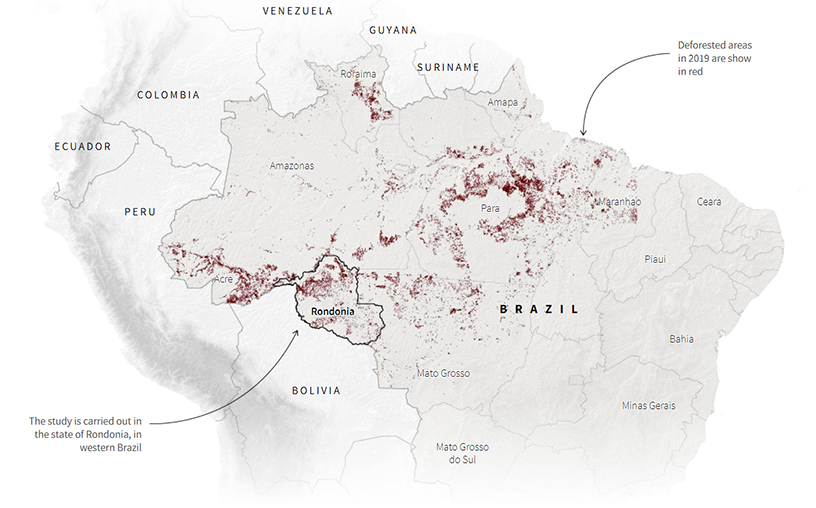 VENEZUELA
GUYANA
Deforested areas
in 2019 are show
in red
SURINAME
Roraima
COLOMBIA
Amapa
ECUADOR
Amazonas
Maranhao
Ceara
PERU
Para
Piaui
Acre
Rondonia
BRAZIL
Bahia
Mato Grosso
BOLIVIA
Minas Gerais
The study is carried out in
the state of Rondonia, in
western Brazil
Mato Grosso
do Sul